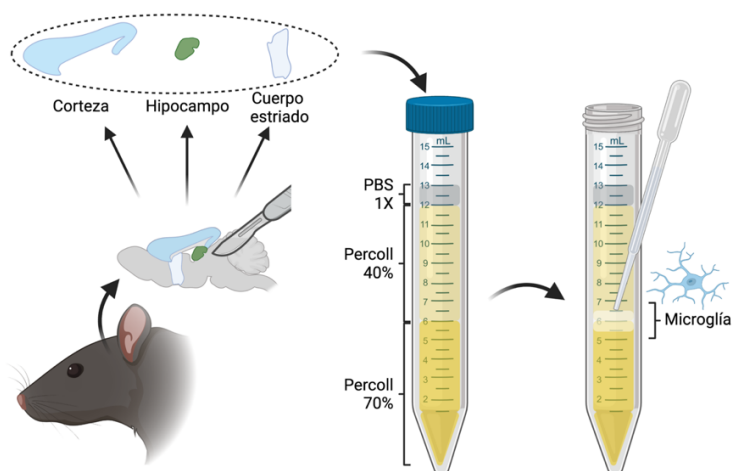 Corteza
Hipocampo
Cuerpo
estriado
PBS
1X
Percoll
40%
Percoll
70%
mL
15
14
13
12
11
10
9
8
7
6
5
4
3
2
mL
15
14
13
12
11
10
9
8
7
6
5
4
3
2
Microglía